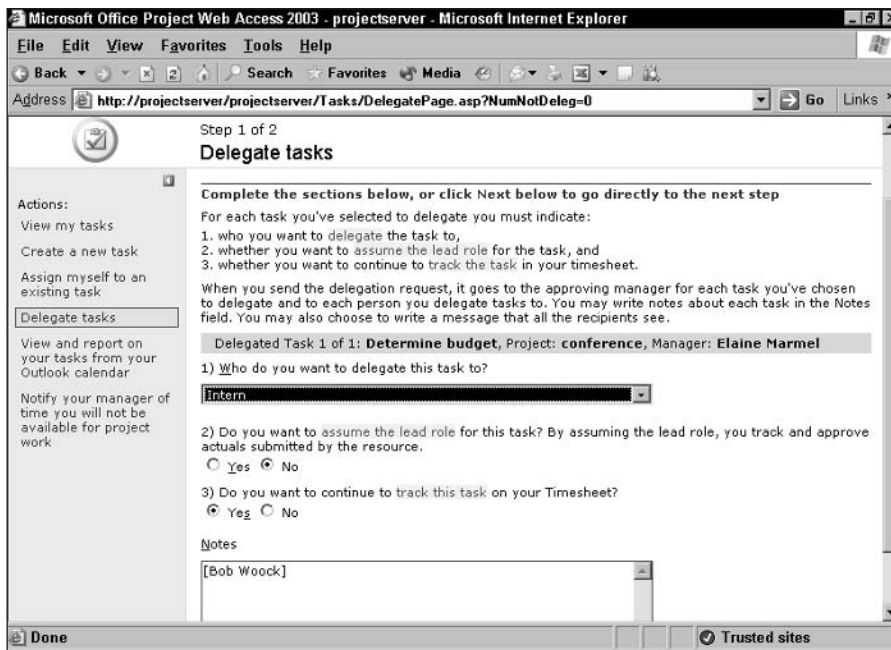 Microsoft Office Project Web Access 2003 - projectserver - Microsoft Internet Explorer
File Edit View Favorites Tools Help
Back Search Favorites Media
Address http://projectserver/projectserver/Tasks/DelegatePage.asp?NumNotDeleg=0 Go Links
Step 1 of 2
Delegate tasks
Actions:
View my tasks
Create a new task
Assign myself to an
existing task
Delegate tasks
View and report on
your tasks from your
Outlook calendar
Notify your manager of
time you will not be
available for project
work
Complete the sections below, or click Next below to go directly to the next step
For each task you've selected to delegate you must indicate:
1. who you want to delegate the task to,
2. whether you want to assume the lead role for the task, and
3. whether you want to continue to track the task in your timesheet.
When you send the delegation request, it goes to the approving manager for each task you've chosen
to delegate and to each person you delegate tasks to. You may write notes about each task in the Notes
field. You may also choose to write a message that all the recipients see.
Delegated Task 1 of 1: Determine budget, Project: conference, Manager: Elaine Marmel
1) Who do you want to delegate this task to?
Intern
2) Do you want to assume the lead role for this task? By assuming the lead role, you track and approve
actuals submitted by the resource.
Yes No
3) Do you want to continue to track this task on your Timesheet?
Yes No
Notes
[Bob Woock]
Done Trusted sites